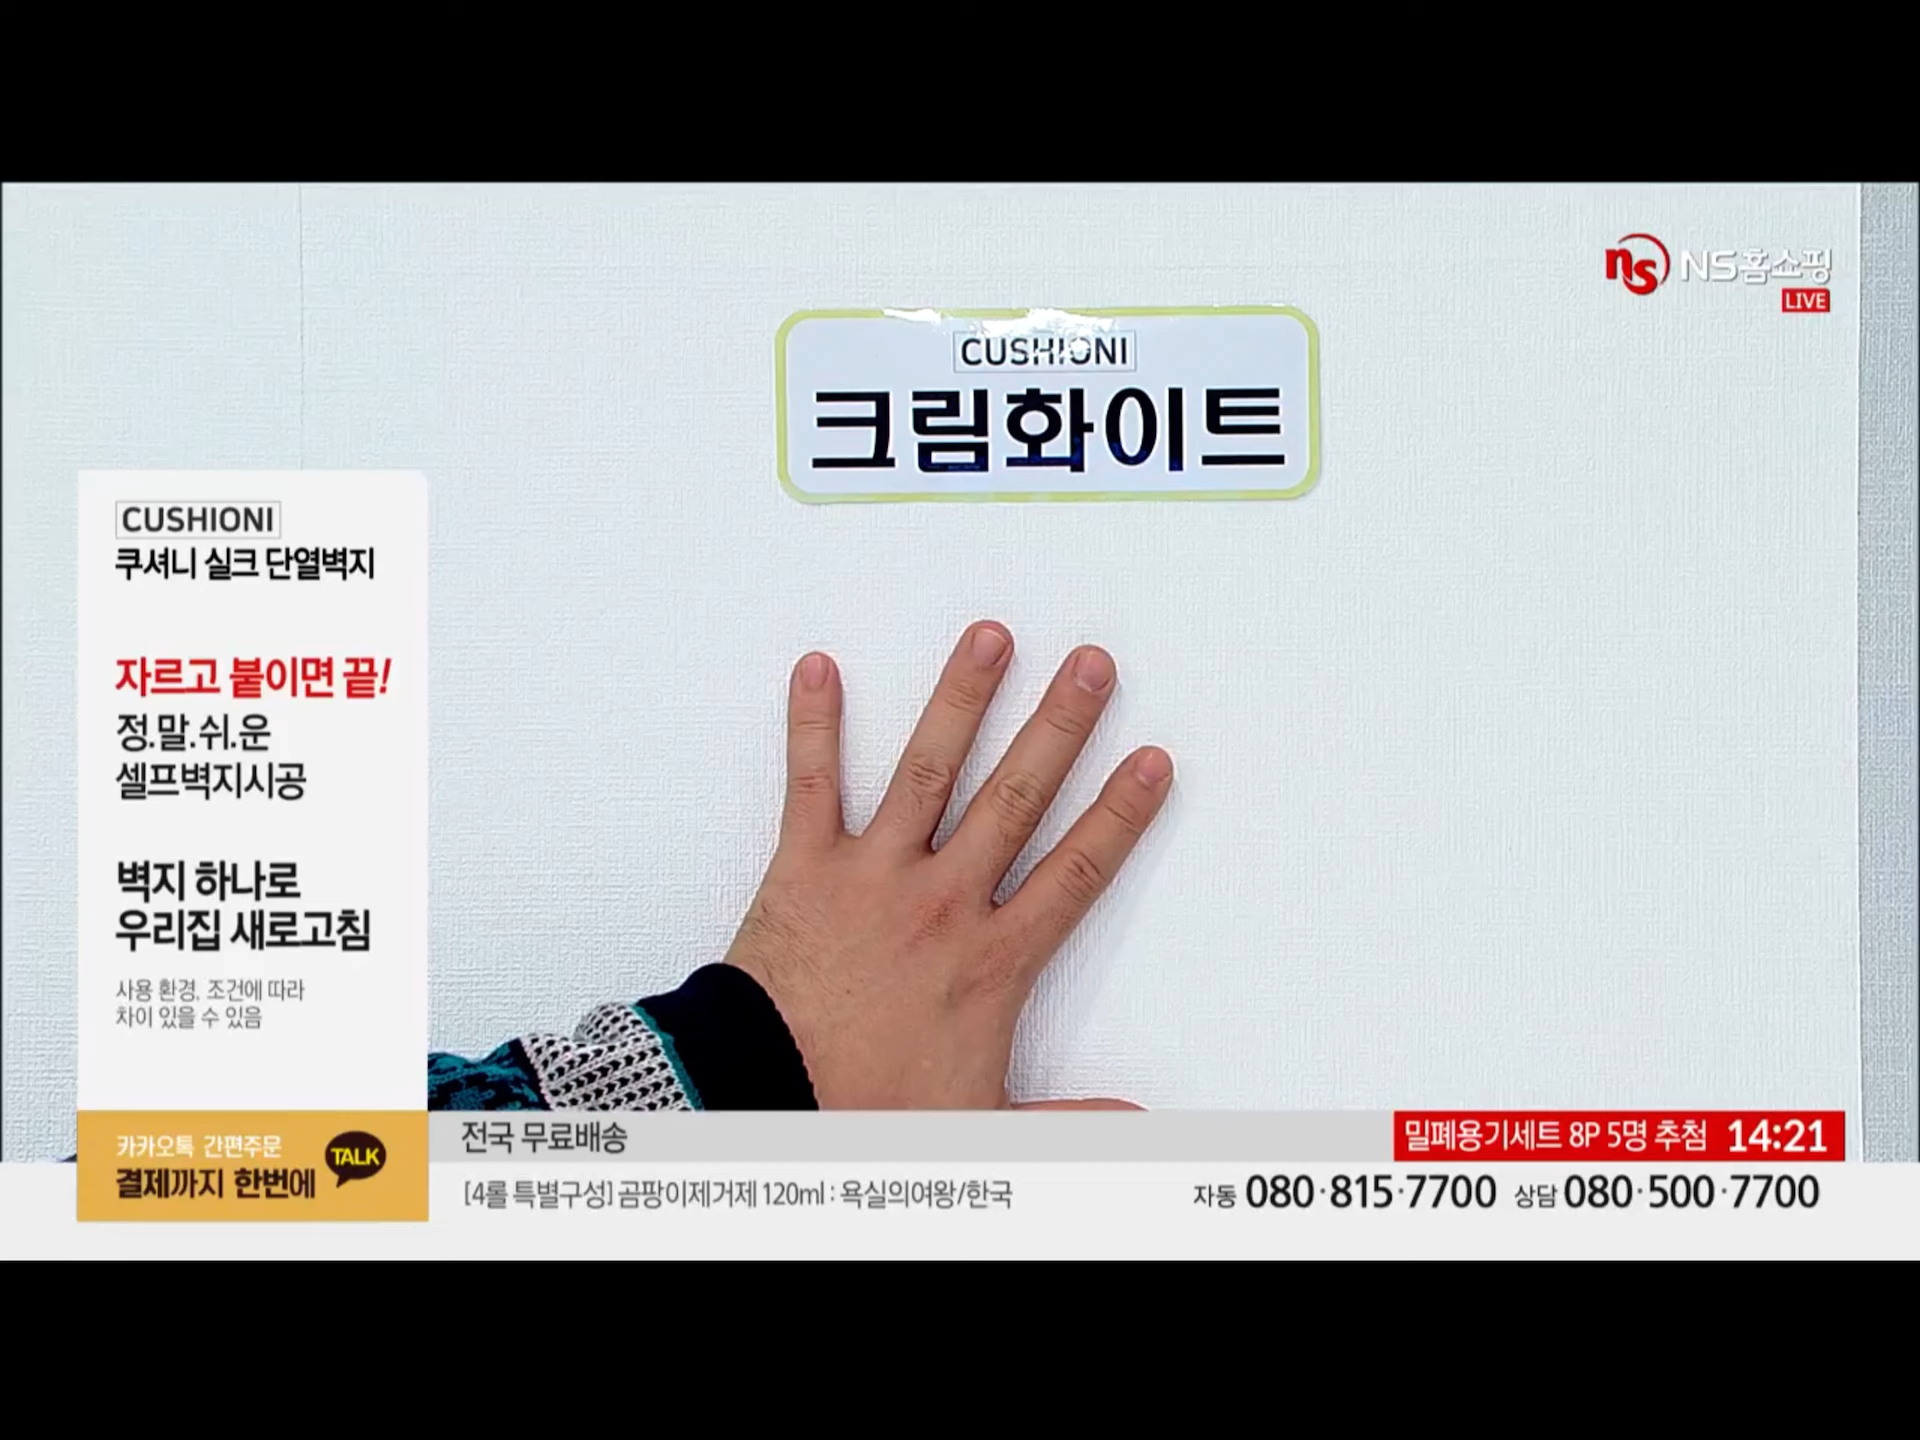 ns NS홈쇼핑
LIVE
CUSHIONI
크림화이트
CUSHIONI
쿠셔니 실크 단열벽지
자르고 붙이면 끝!
정.말.쉬.운
셀프벽지시공
벽지 하나로
우리집 새로고침
사용 환경, 조건에 따라
차이 있을 수 있음
카카오톡 간편주문
결제까지 한번에
TALK
전국 무료배송
밀폐용기세트 8P 5명 추첨 14:21
[4롤 특별구성] 곰팡이제거제 120ml : 욕실의여왕/한국
자동 080·815·7700 상담 080·500·7700